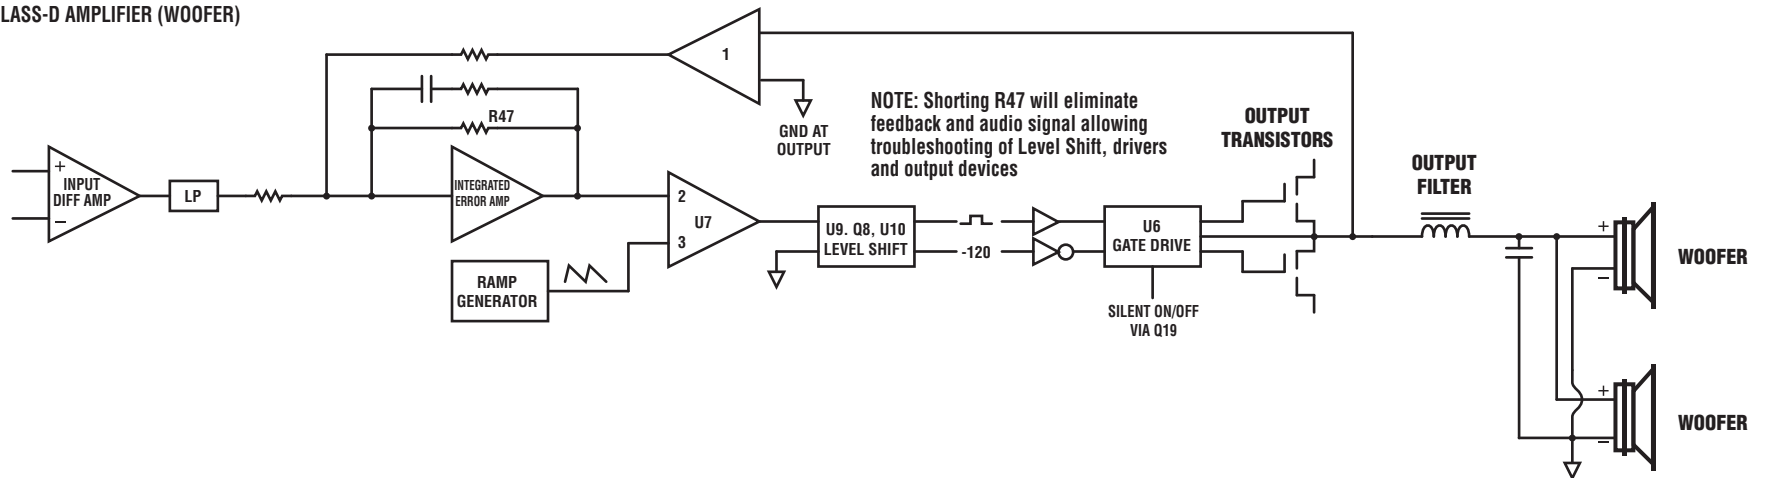 LASS-D AMPLIFIER (WOOFER)
1
R47
GND AT
OUTPUT
NOTE: Shorting R47 will eliminate
feedback and audio signal allowing
troubleshooting of Level Shift, drivers
and output devices
OUTPUT
TRANSISTORS
OUTPUT
FILTER
+
INPUT
DIFF AMP
−
LP
INTEGRATED
ERROR AMP
2
U7
3
RAMP
GENERATOR
U9. Q8, U10
LEVEL SHIFT
-120
U6
GATE DRIVE
SILENT ON/OFF
VIA Q19
+
−
WOOFER
+
−
WOOFER